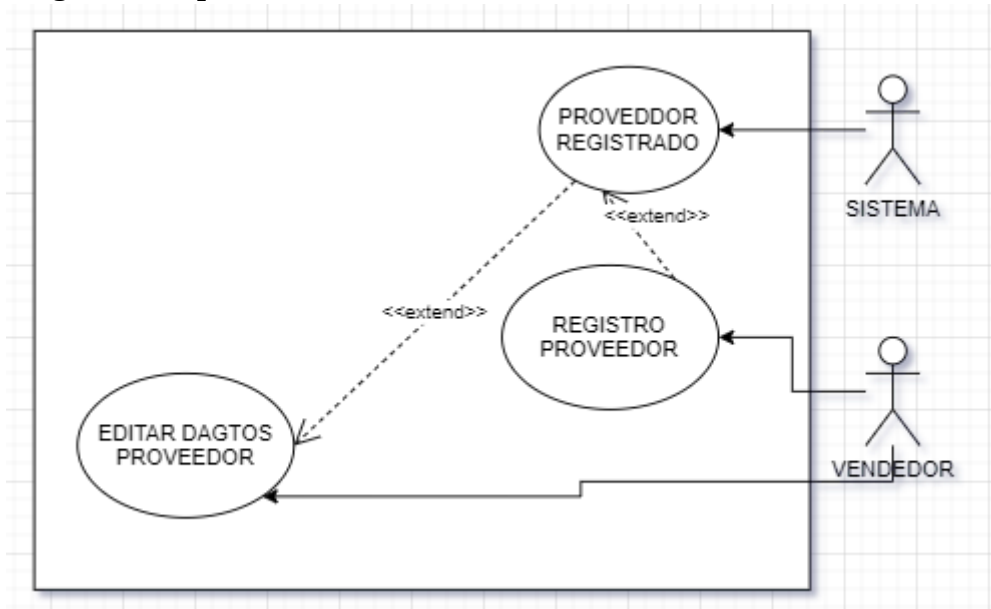 PROVEDDOR
REGISTRADO
SISTEMA
<<extend>>
<<extend>>
REGISTRO
PROVEEDOR
EDITAR DAGTOS
PROVEEDOR
VENDEDOR